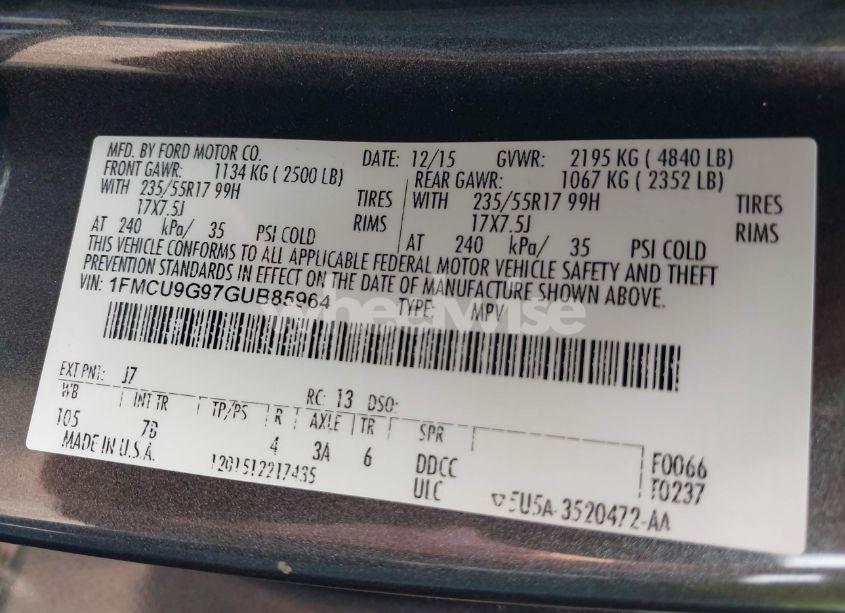 MFD. BY FORD MOTOR CO. DATE: 12/15 GVWR: 2195 KG ( 4840 LB)
FRONT GAWR: 1134 KG ( 2500 LB) REAR GAWR: 1067 KG ( 2352 LB)
WITH 235/55R17 99H TIRES WITH 235/55R17 99H TIRES
17X7.5J RIMS 17X7.5J RIMS
AT 240 kPa/ 35 PSI COLD AT 240 kPa/ 35 PSI COLD
THIS VEHICLE CONFORMS TO ALL APPLICABLE FEDERAL MOTOR VEHICLE SAFETY AND THEFT
PREVENTION STANDARDS IN EFFECT ON THE DATE OF MANUFACTURE SHOWN ABOVE.
VIN: 1FMCU9G97GUB85964 TYPE: MPV
wheelwise
EXT PNT: J7 RC: 13 DSO:
WB INT TR TP/PS R AXLE TR SPR
105 7B 4 3A 6 DDCC F0066
MADE IN U.S.A. 1201512217435 ULC T0237
5U5A-3520472-AA